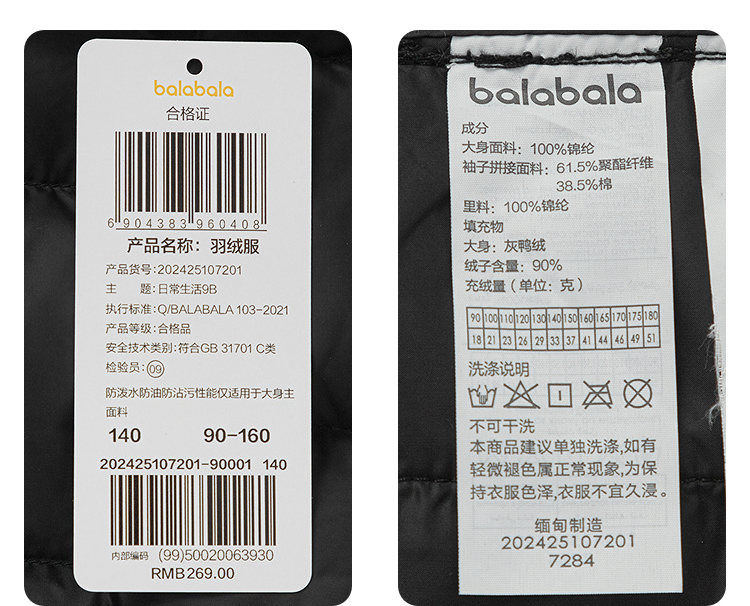 balabala
合格证
6 904383 960408
产品名称：羽绒服
产品货号：202425107201
主 题：日常生活9B
执行标准：Q/BALABALA 103-2021
产品等级：合格品
安全技术类别：符合GB 31701 C类
检验员：09
防泼水防油防沾污性能仅适用于大身主
面料
140 90-160
202425107201-90001 140
内部编码 (99)50020063930
RMB269.00
balabala
成分
大身面料：100%锦纶
袖子拼接面料：61.5%聚酯纤维
38.5%棉
里料：100%锦纶
填充物
大身：灰鸭绒
绒子含量：90%
充绒量（单位：克）
90 100 110 120 130 140 150 160 165 170 175 180
18 21 23 26 29 33 37 41 44 46 49 51
洗涤说明
不可干洗
本商品建议单独洗涤,如有
轻微褪色属正常现象,为保
持衣服色泽,衣服不宜久浸。
缅甸制造
202425107201
7284